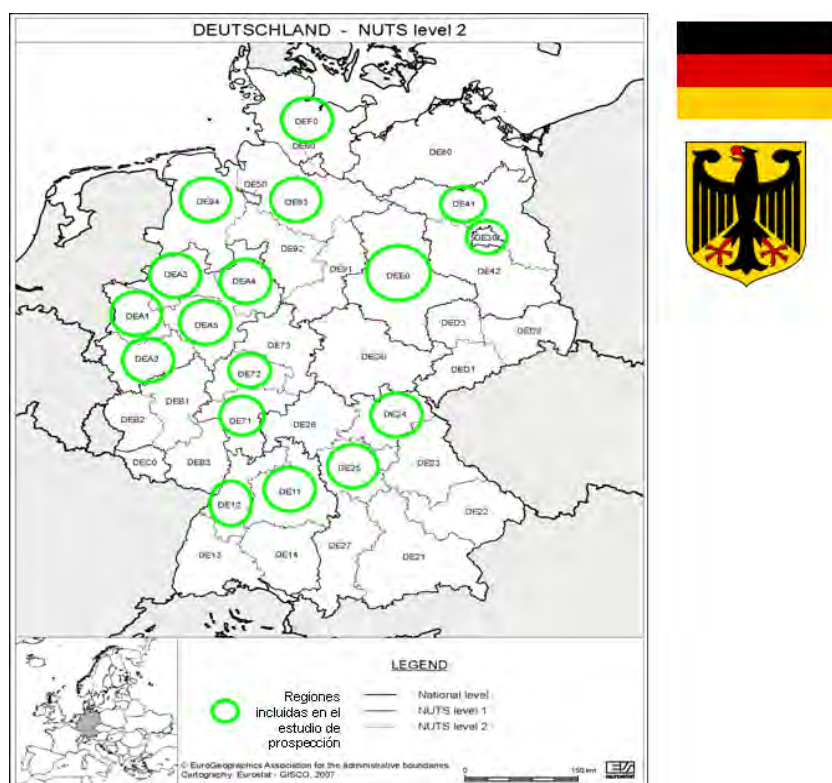 DEUTSCHLAND - NUTS level 2
DEF0
DE60
DE80
DE50
DE94
DE93
DE41
DE30
DE92
DE91
DEE0
DE42
DEA3
DEA4
DEA1
DEA5
DEA2
DE73
DED3
DED2
DEG0
DED1
DE72
DEB1
DEB2
DE71
DE26
DE24
DEC0
DEB3
DE25
DE23
DE12
DE11
DE22
DE13
DE14
DE27
DE21
LEGEND
Regiones
incluidas en el
estudio de
prospección
National level
NUTS level 1
NUTS level 2
© EuroGeographics Association for the administrative boundaries
Cartography: Eurostat - GISCO, 2007
0 150 km